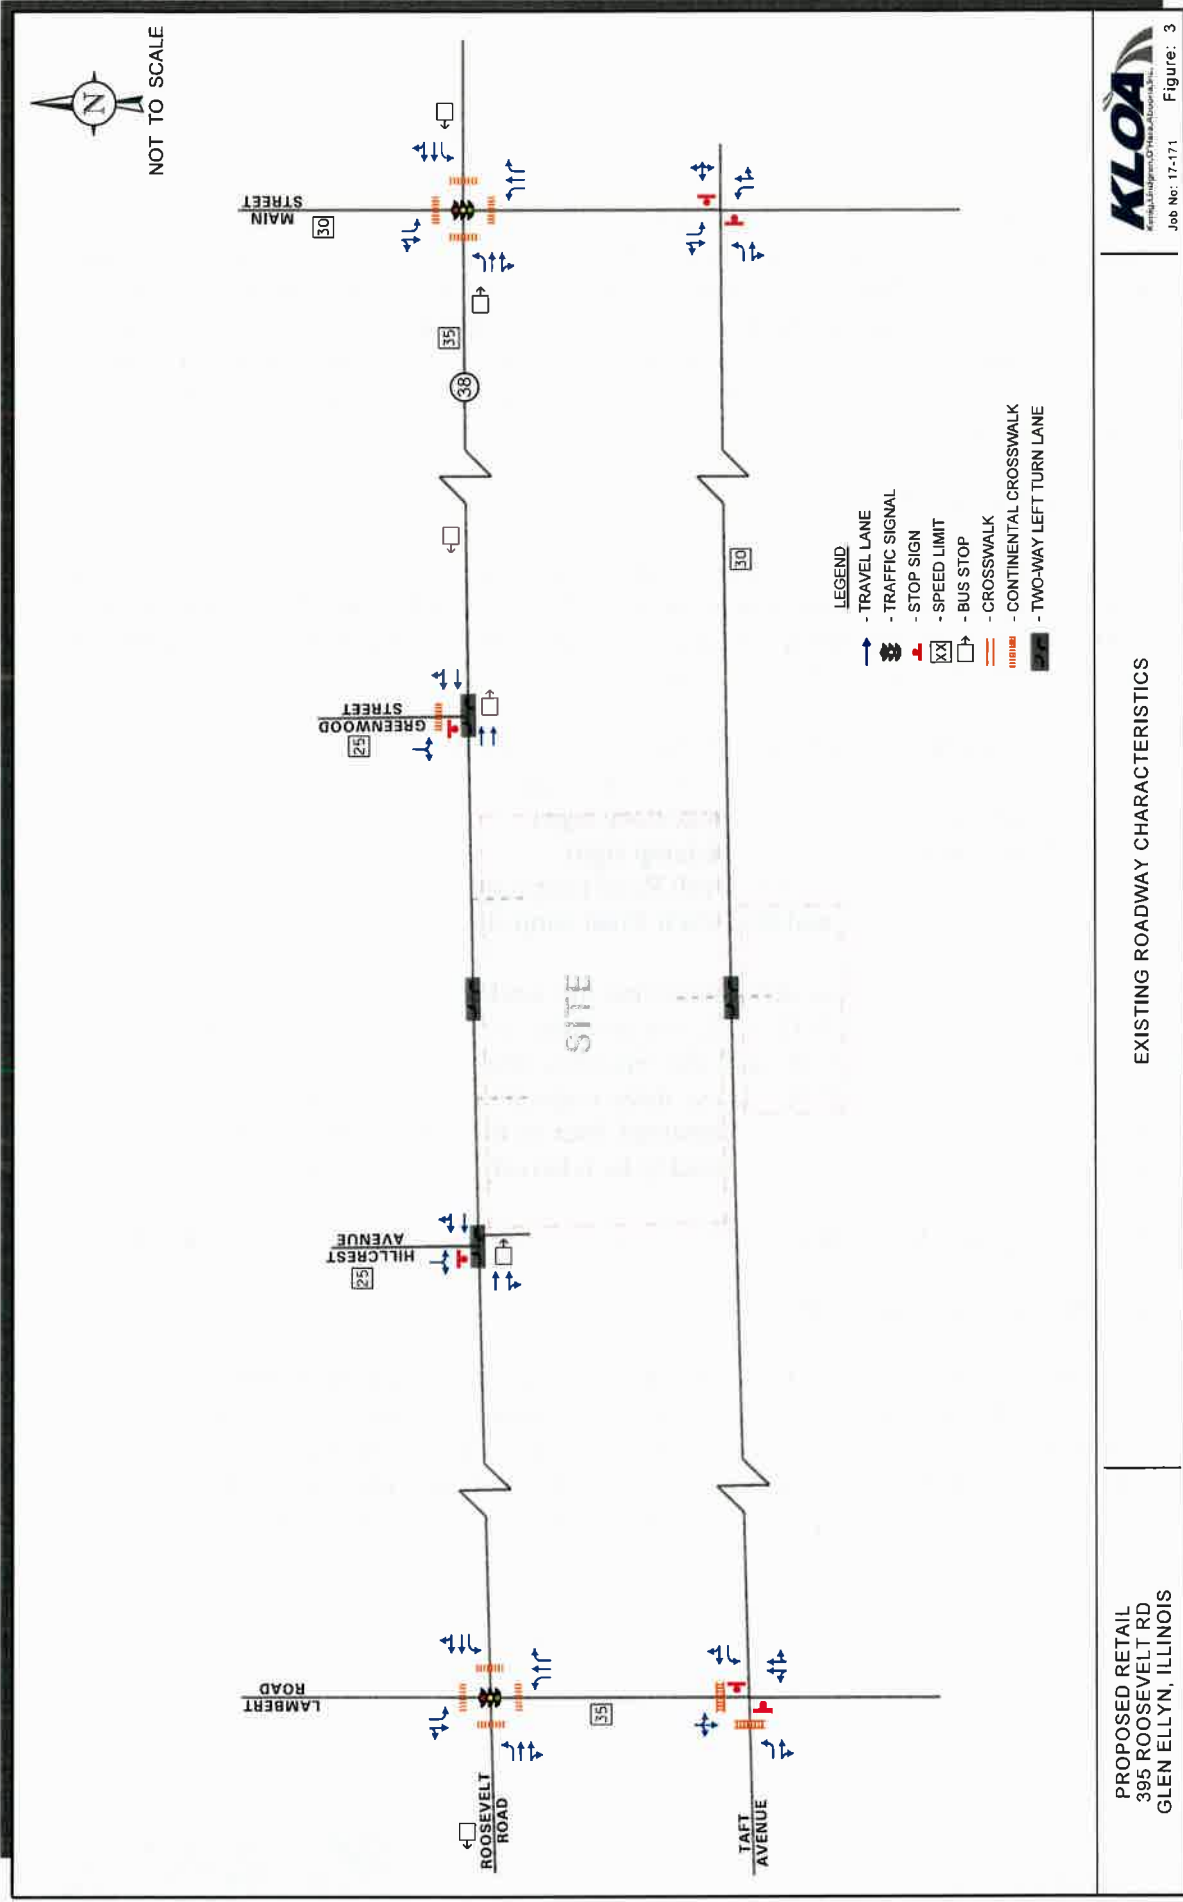 NOT TO SCALE
N
MAIN
STREET
30
35
38
GREENWOOD
STREET
25
HILLCREST
AVENUE
25
SITE
30
LAMBERT
ROAD
35
ROOSEVELT
ROAD
TAFT
AVENUE
LEGEND
- TRAVEL LANE
- TRAFFIC SIGNAL
- STOP SIGN
XX - SPEED LIMIT
- BUS STOP
- CROSSWALK
- CONTINENTAL CROSSWALK
- TWO-WAY LEFT TURN LANE
PROPOSED RETAIL
395 ROOSEVELT RD
GLEN ELLYN, ILLINOIS
EXISTING ROADWAY CHARACTERISTICS
KLOA
Job No: 17-171 Figure: 3